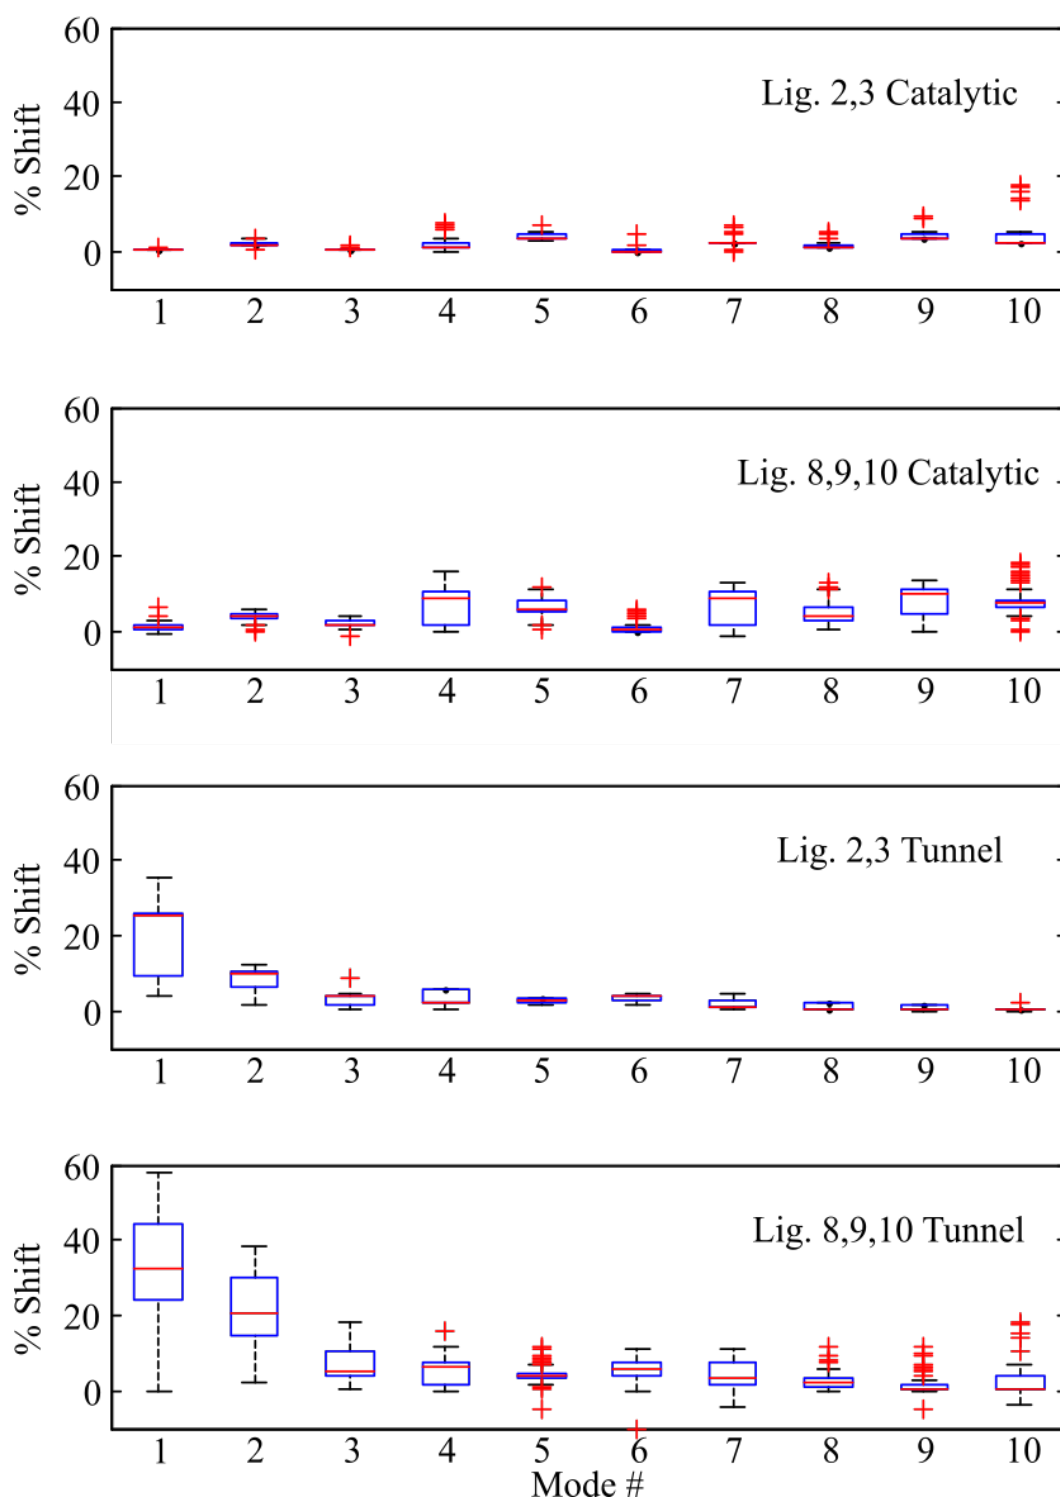 60
Lig. 2,3 Catalytic
40
% Shift
20
0
1 2 3 4 5 6 7 8 9 10
60
Lig. 8,9,10 Catalytic
40
% Shift
20
0
1 2 3 4 5 6 7 8 9 10
60
Lig. 2,3 Tunnel
40
% Shift
20
0
1 2 3 4 5 6 7 8 9 10
60
Lig. 8,9,10 Tunnel
40
% Shift
20
0
1 2 3 4 5 6 7 8 9 10
Mode #